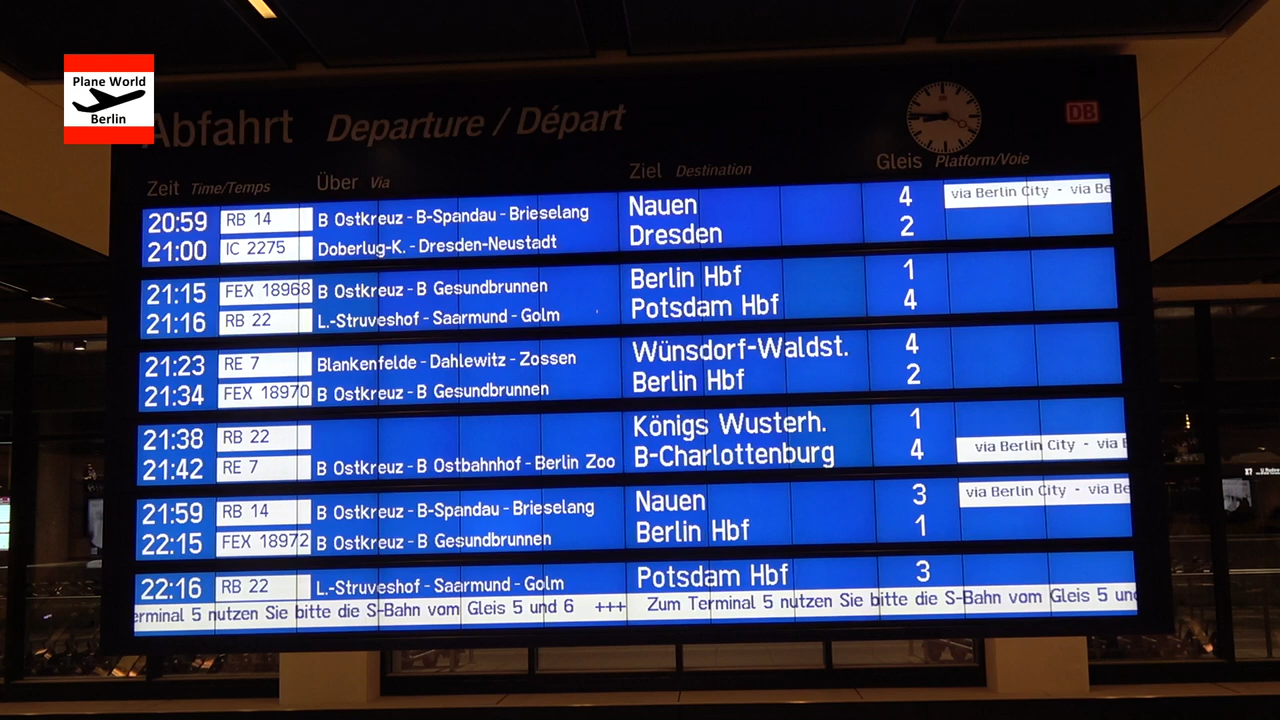 Plane World
Berlin
Abfahrt Departure / Départ
DB
Zeit Time/Temps Über Via Ziel Destination Gleis Platform/Voie
20:59 RB 14 B Ostkreuz - B-Spandau - Brieselang Nauen 4 via Berlin City - via Be
21:00 IC 2275 Doberlug-K. - Dresden-Neustadt Dresden 2
21:15 FEX 18968 B Ostkreuz - B Gesundbrunnen Berlin Hbf 1
21:16 RB 22 L.-Struveshof - Saarmund - Golm Potsdam Hbf 4
21:23 RE 7 Blankenfelde - Dahlewitz - Zossen Wünsdorf-Waldst. 4
21:34 FEX 18970 B Ostkreuz - B Gesundbrunnen Berlin Hbf 2
21:38 RB 22 Königs Wusterh. 1
21:42 RE 7 B Ostkreuz - B Ostbahnhof - Berlin Zoo B-Charlottenburg 4 via Berlin City - via B
21:59 RB 14 B Ostkreuz - B-Spandau - Brieselang Nauen 3 via Berlin City - via Be
22:15 FEX 18972 B Ostkreuz - B Gesundbrunnen Berlin Hbf 1
22:16 RB 22 L.-Struveshof - Saarmund - Golm Potsdam Hbf 3
erminal 5 nutzen Sie bitte die S-Bahn vom Gleis 5 und 6 +++ Zum Terminal 5 nutzen Sie bitte die S-Bahn vom Gleis 5 und